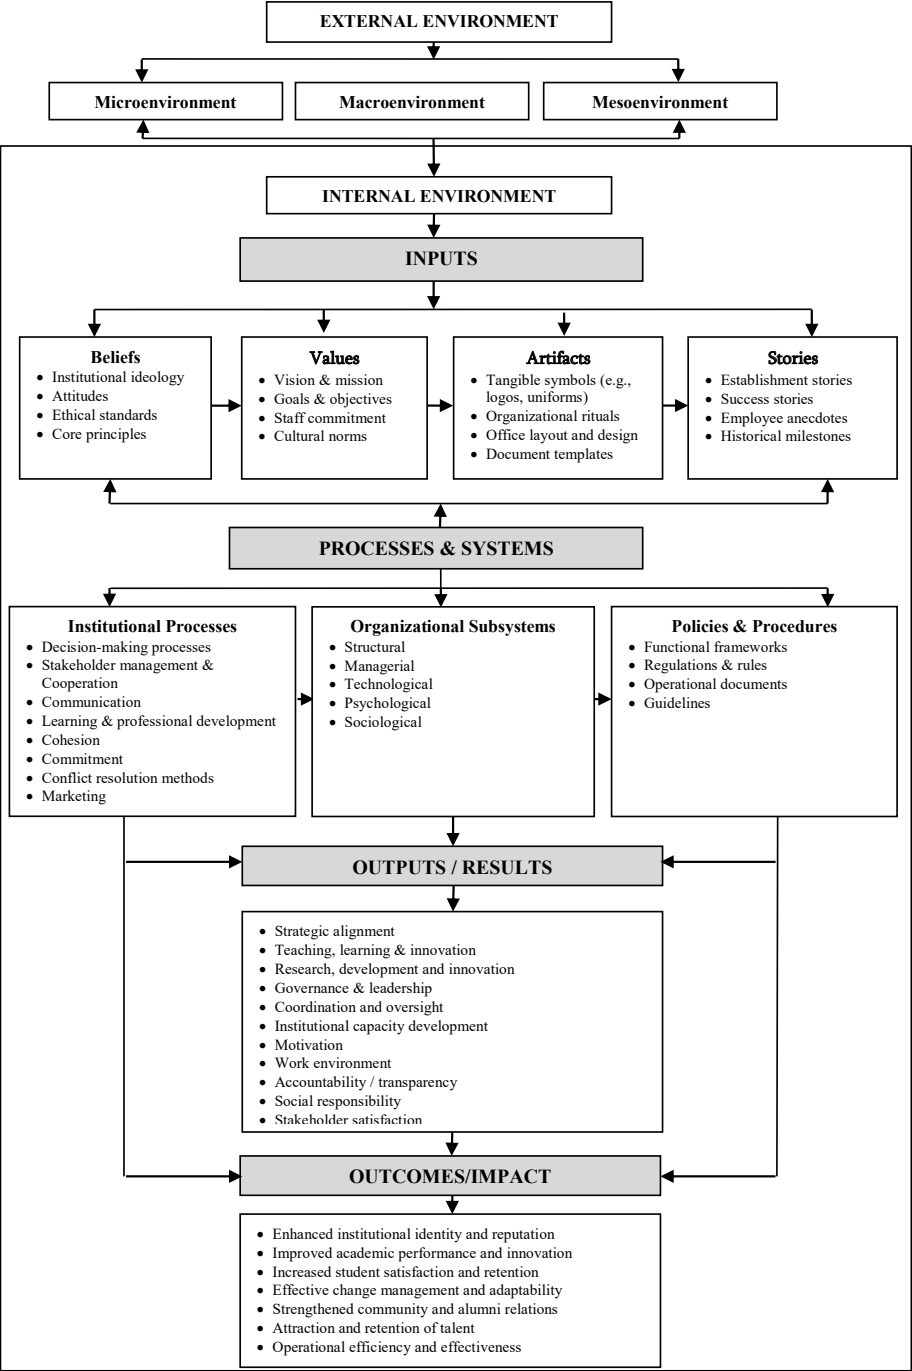 EXTERNAL ENVIRONMENT
Microenvironment
Macroenvironment
Mesoenvironment
INTERNAL ENVIRONMENT
INPUTS
Beliefs
• Institutional ideology
• Attitudes
• Ethical standards
• Core principles
Values
• Vision & mission
• Goals & objectives
• Staff commitment
• Cultural norms
Artifacts
• Tangible symbols (e.g.,
logos, uniforms)
• Organizational rituals
• Office layout and design
• Document templates
Stories
• Establishment stories
• Success stories
• Employee anecdotes
• Historical milestones
PROCESSES & SYSTEMS
Institutional Processes
• Decision-making processes
• Stakeholder management &
Cooperation
• Communication
• Learning & professional development
• Cohesion
• Commitment
• Conflict resolution methods
• Marketing
Organizational Subsystems
• Structural
• Managerial
• Technological
• Psychological
• Sociological
Policies & Procedures
• Functional frameworks
• Regulations & rules
• Operational documents
• Guidelines
OUTPUTS / RESULTS
• Strategic alignment
• Teaching, learning & innovation
• Research, development and innovation
• Governance & leadership
• Coordination and oversight
• Institutional capacity development
• Motivation
• Work environment
• Accountability / transparency
• Social responsibility
• Stakeholder satisfaction
OUTCOMES/IMPACT
• Enhanced institutional identity and reputation
• Improved academic performance and innovation
• Increased student satisfaction and retention
• Effective change management and adaptability
• Strengthened community and alumni relations
• Attraction and retention of talent
• Operational efficiency and effectiveness